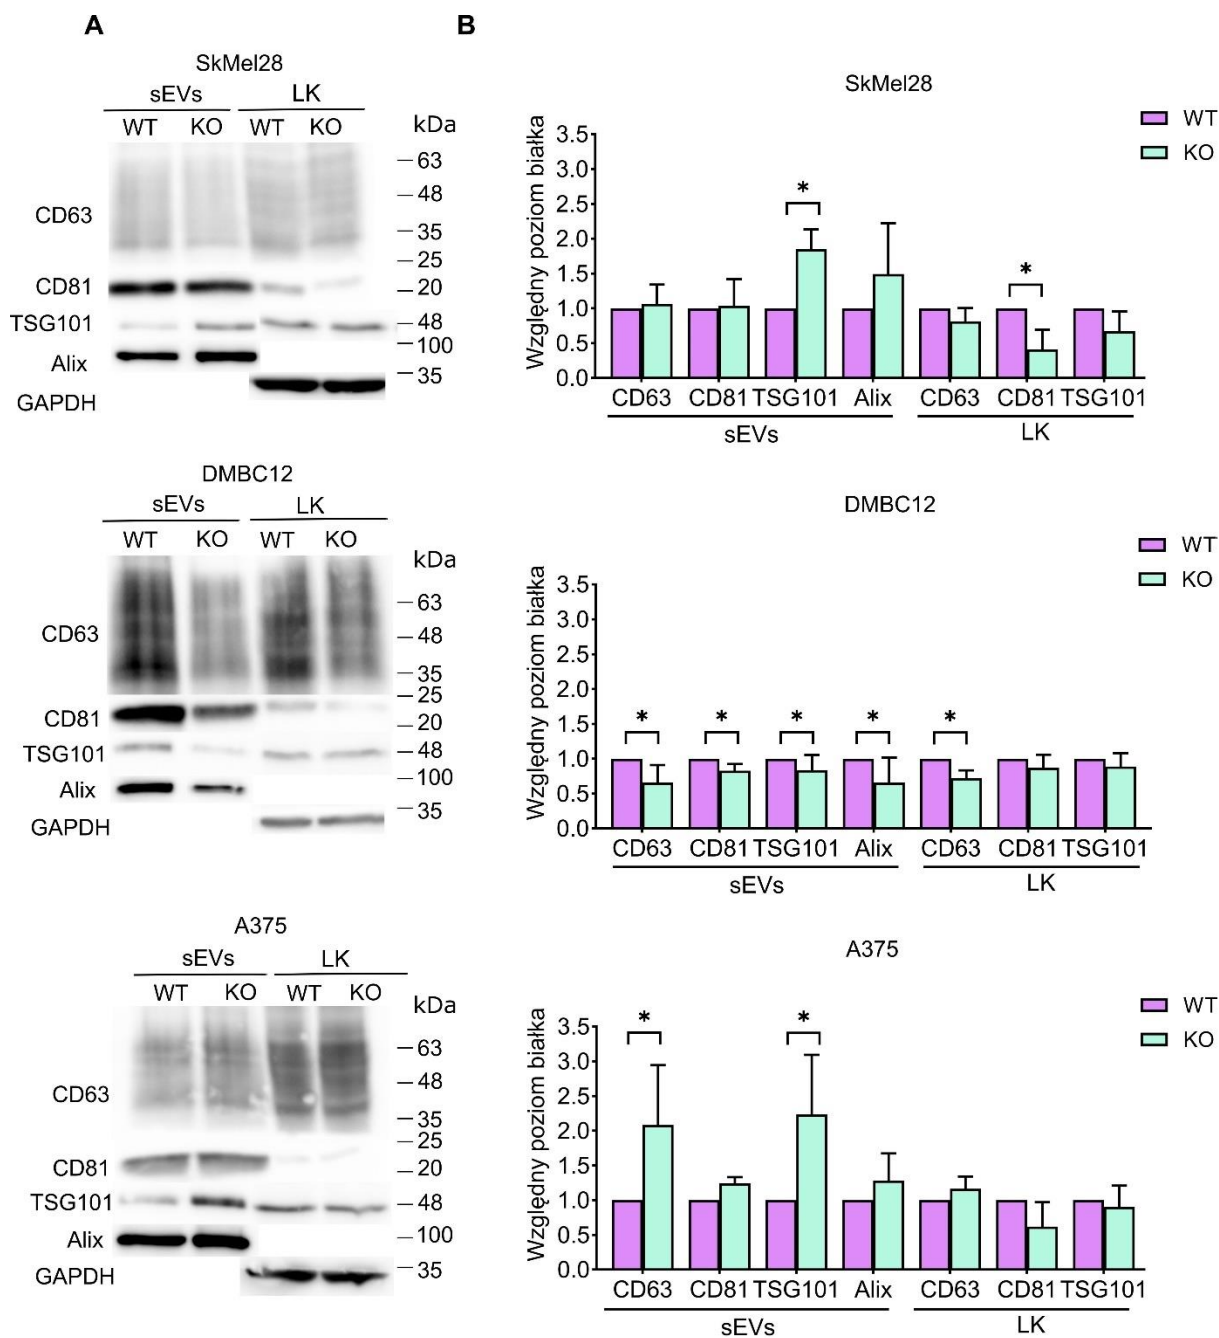 A
SkMel28
sEVs LK
WT KO WT KO
kDa
63
48
CD63
35
25
CD81
20
TSG101
48
100
Alix
35
GAPDH
DMBC12
sEVs LK
WT KO WT KO
kDa
63
CD63
48
35
25
CD81
20
TSG101
48
100
Alix
35
GAPDH
A375
sEVs LK
WT KO WT KO
kDa
63
48
CD63
35
25
CD81
20
TSG101
48
100
Alix
35
GAPDH
B
SkMel28
WT
KO
Względny poziom białka
3.5
3.0
2.5
2.0
1.5
1.0
0.5
0.0
* *
CD63 CD81 TSG101 Alix CD63 CD81 TSG101
sEVs LK
DMBC12
WT
KO
Względny poziom białka
3.5
3.0
2.5
2.0
1.5
1.0
0.5
0.0
* * * * *
CD63 CD81 TSG101 Alix CD63 CD81 TSG101
sEVs LK
A375
WT
KO
Względny poziom białka
3.5
3.0
2.5
2.0
1.5
1.0
0.5
0.0
* *
CD63 CD81 TSG101 Alix CD63 CD81 TSG101
sEVs LK